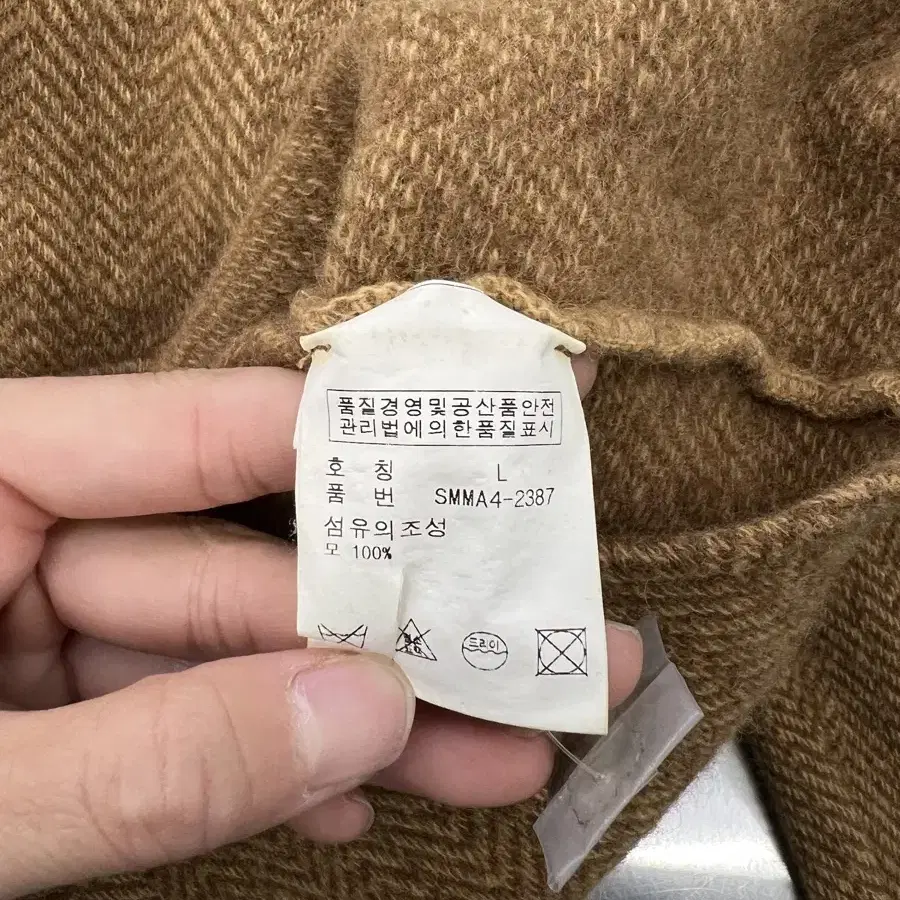 품질경영및공산품안전
관리법에의한품질표시
호 칭 L
품 번 SMMA4-2387
섬유의조성
모 100%
드라이